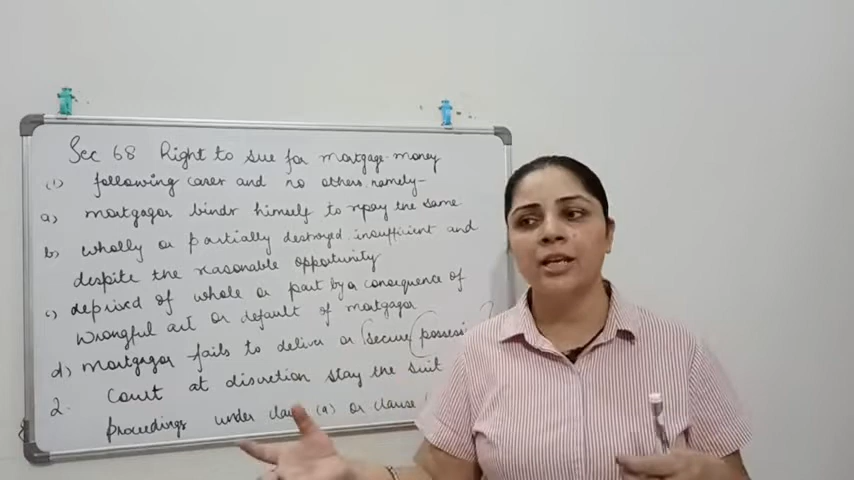 Sec 68 Right to sue for mortgage-money
(1) following cases and no others namely-
a) mortgagor binds himself to repay the same
b) wholly or partially destroyed insufficient and
despite the reasonable opportunity
c) deprived of whole or part by or consequence of
wrongful act or default of mortgagor
d) mortgagor fails to deliver or (secure (possessi
2. Court at discretion stay the suit
proceedings under clause (a) or clause